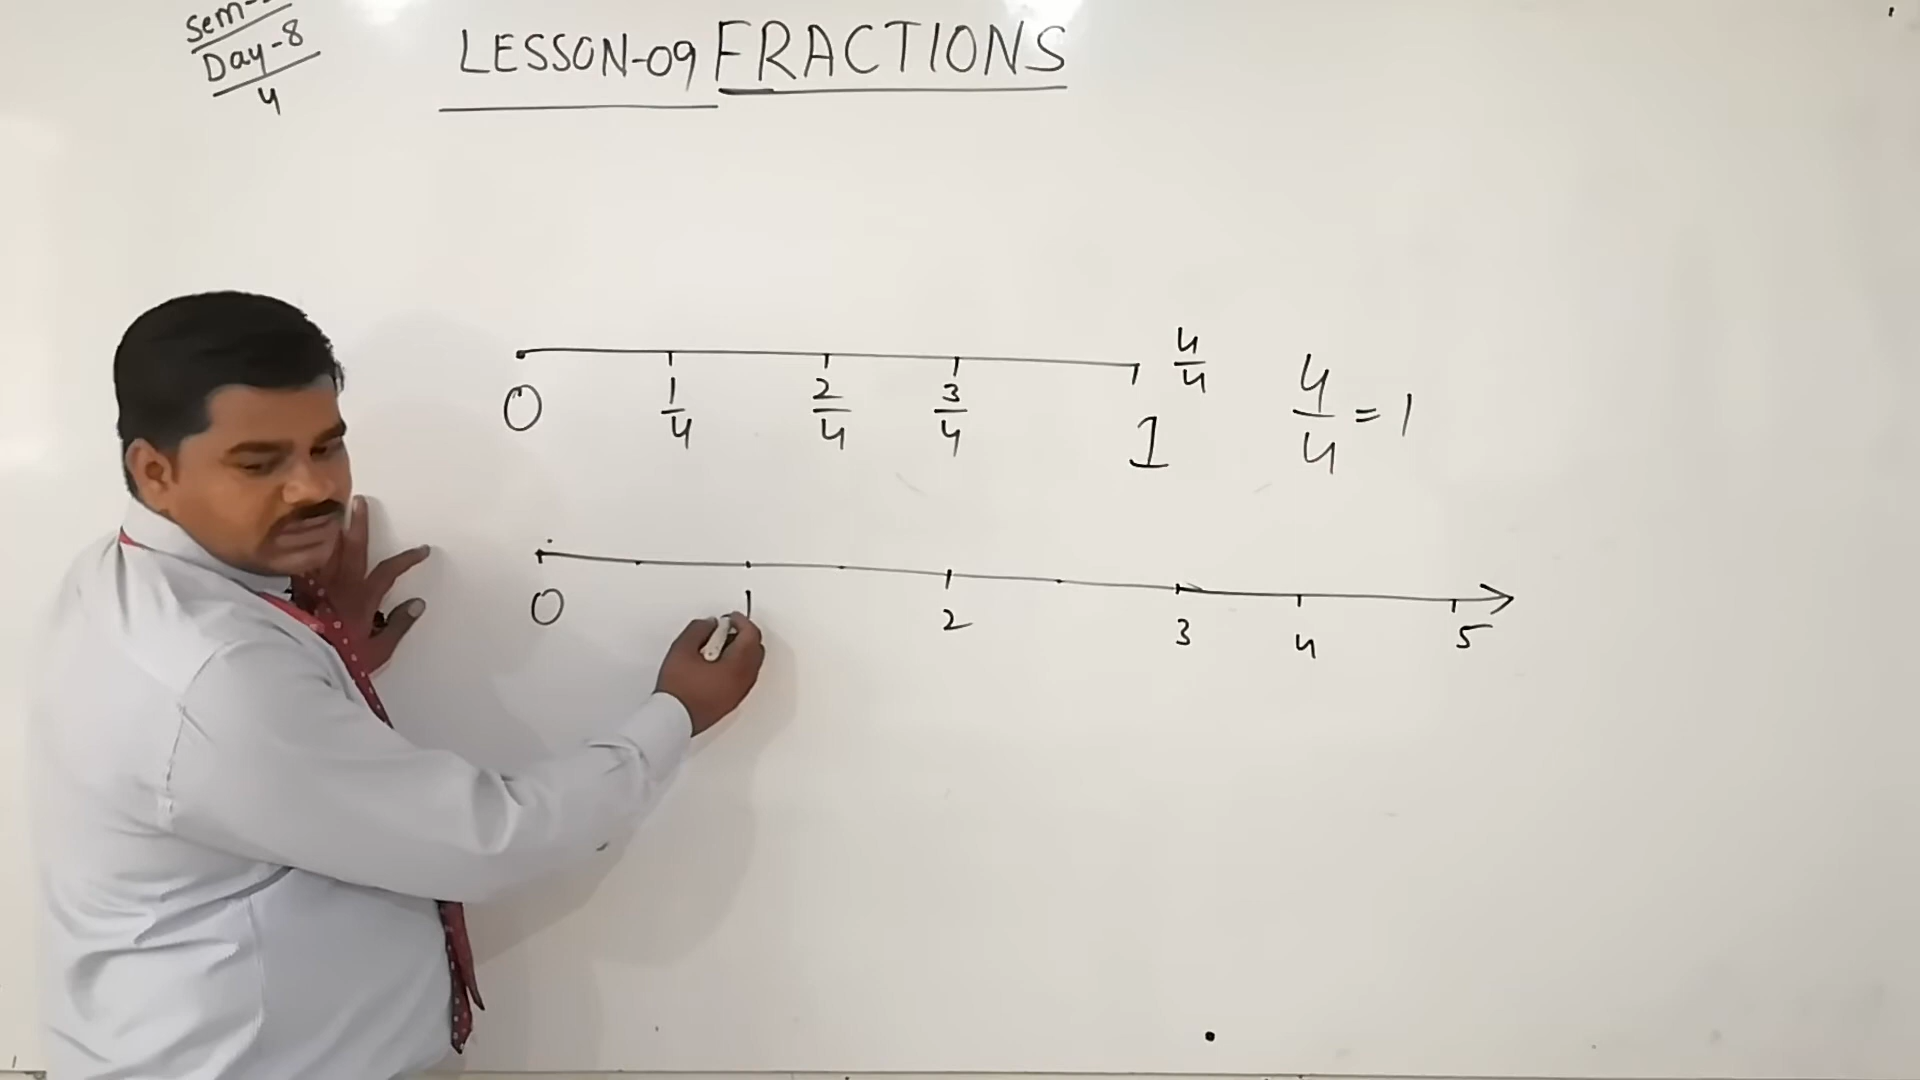 Sem-
Day-8
4
LESSON-09 FRACTIONS
0 1/4 2/4 3/4 4/4 1
4/4 = 1
0 1 2 3 4 5